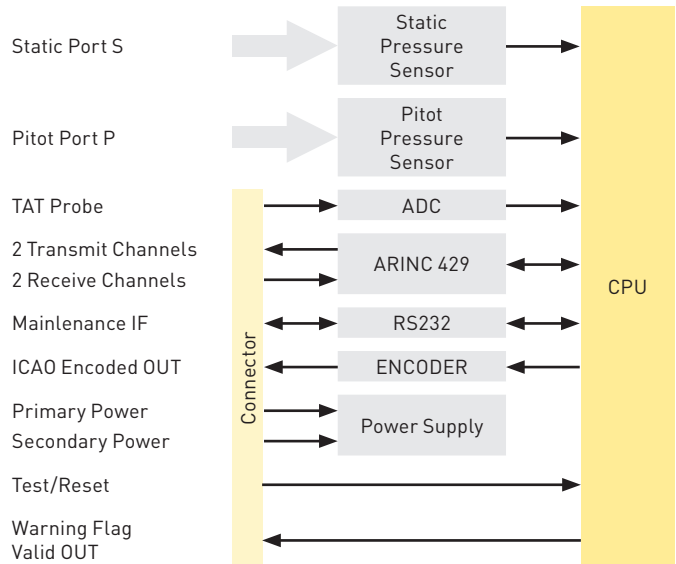 Static Port S
Static
Pressure
Sensor
Pitot Port P
Pitot
Pressure
Sensor
TAT Probe
ADC
2 Transmit Channels
2 Receive Channels
ARINC 429
CPU
Mainlenance IF
RS232
Connector
ICAO Encoded OUT
ENCODER
Primary Power
Secondary Power
Power Supply
Test/Reset
Warning Flag
Valid OUT